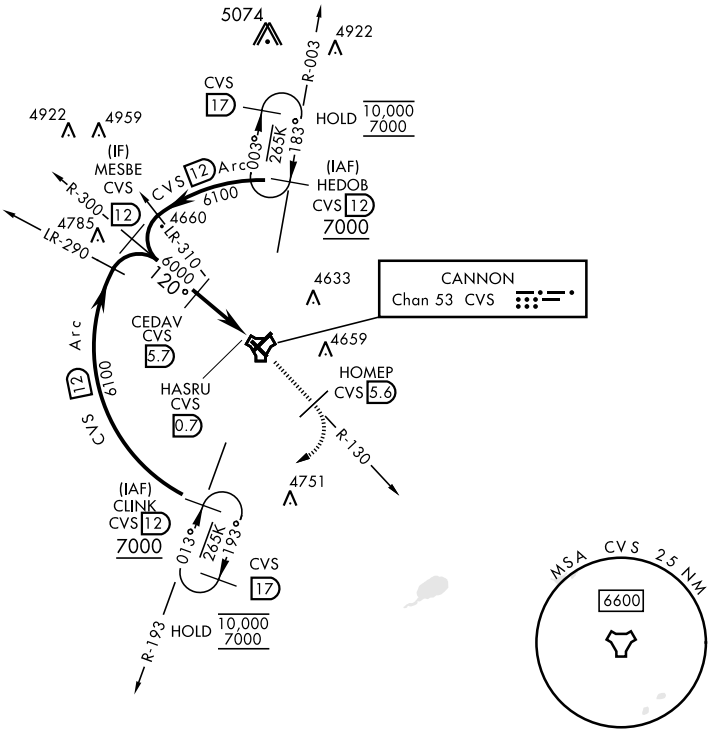 5074
4922
R-003
CVS
17
HOLD 10,000
7000
003°
265K
183°
4922 4959
(IF)
MESBE
CVS
12
R-300
CVS 12 Arc
6100
(IAF)
HEDOB
CVS 12
7000
4785
4660
LR-290
LR-310
6000
120°
4633
CANNON
Chan 53 CVS
CEDAV
CVS
5.7
4659
HASRU
CVS
0.7
HOMEP
CVS 5.6
CVS 12 Arc
6100
R-130
4751
(IAF)
CLINK
CVS 12
7000
013°
265K
193°
CVS
17
HOLD 10,000
7000
R-193
MSA CVS 25 NM
6600